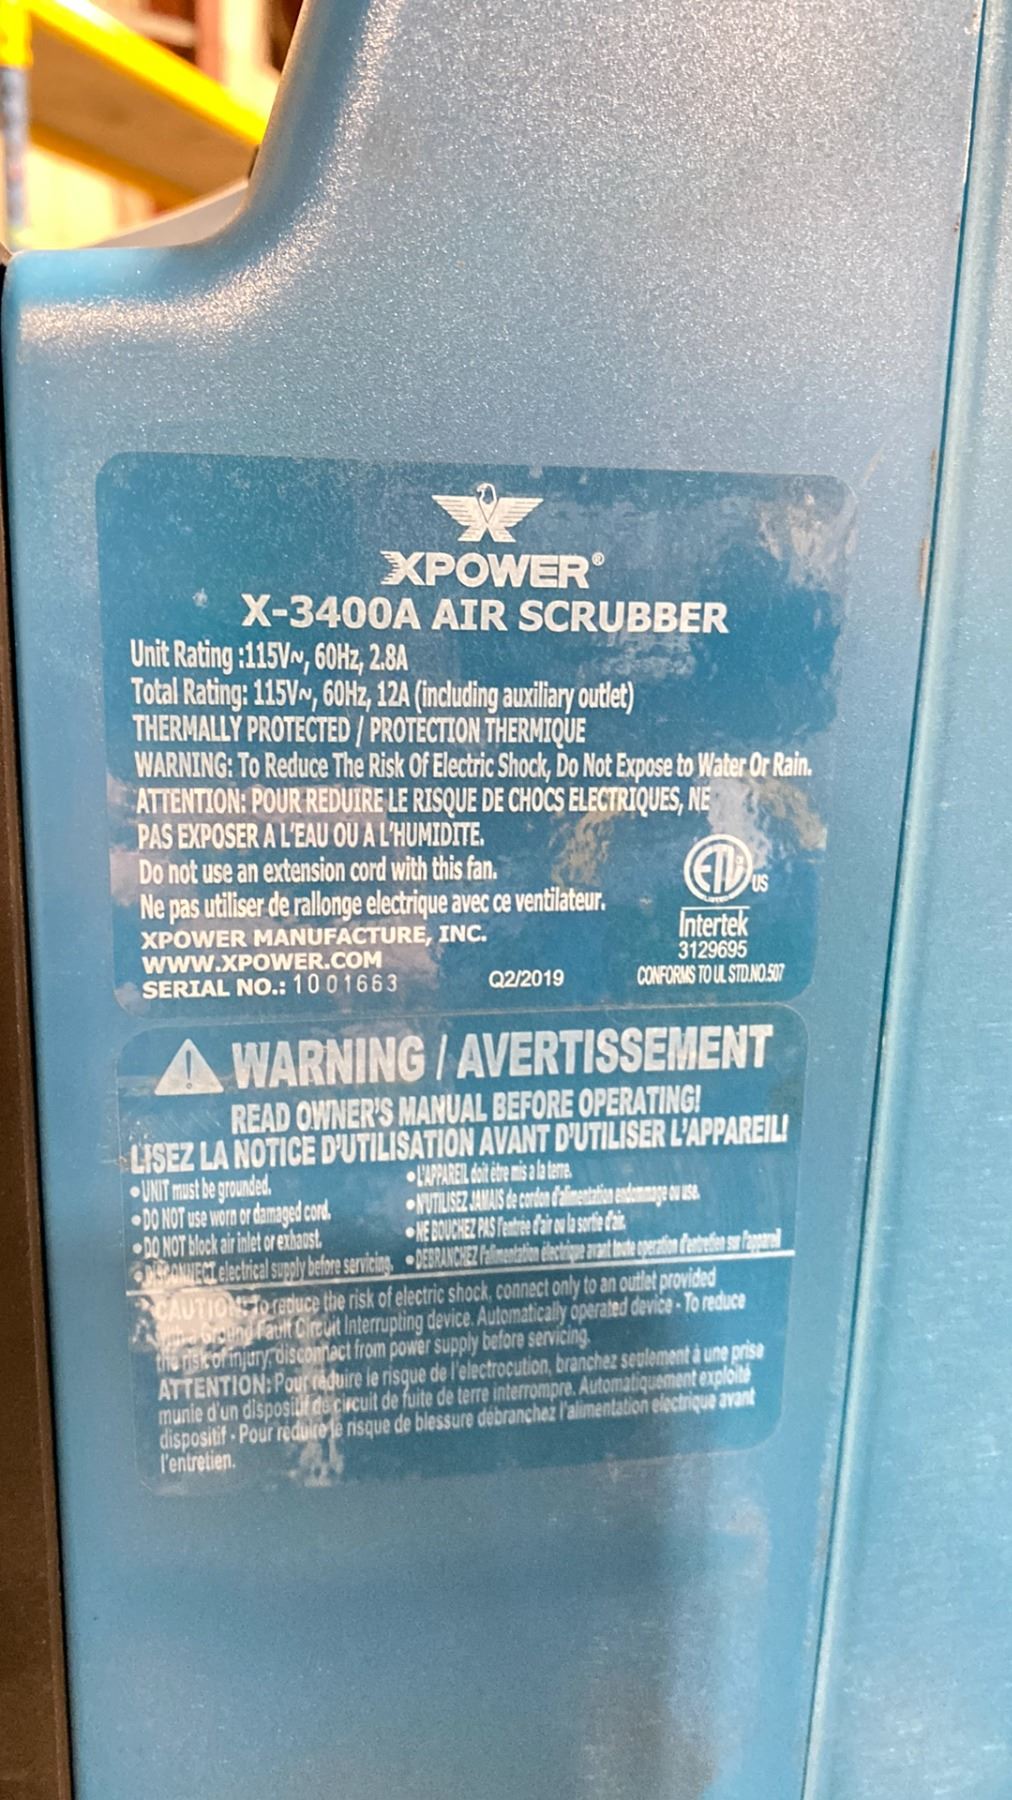 XPOWER®
X-3400A AIR SCRUBBER
Unit Rating :115V~, 60Hz, 2.8A
Total Rating: 115V~, 60Hz, 12A (including auxiliary outlet)
THERMALLY PROTECTED / PROTECTION THERMIQUE
WARNING: To Reduce The Risk Of Electric Shock, Do Not Expose to Water Or Rain.
ATTENTION: POUR REDUIRE LE RISQUE DE CHOCS ELECTRIQUES, NE
PAS EXPOSER A L'EAU OU A L'HUMIDITE.
Do not use an extension cord with this fan.
Ne pas utiliser de rallonge electrique avec ce ventilateur.
XPOWER MANUFACTURE, INC.
WWW.XPOWER.COM
SERIAL NO.: 1001663
Q2/2019
ETL US
LISTED
Intertek
3129695
CONFORMS TO UL STD.NO.507
WARNING / AVERTISSEMENT
READ OWNER'S MANUAL BEFORE OPERATING!
LISEZ LA NOTICE D'UTILISATION AVANT D'UTILISER L'APPAREIL!
•UNIT must be grounded.
•DO NOT use worn or damaged cord.
•DO NOT block air inlet or exhaust.
•DISCONNECT electrical supply before servicing.
•L'APPAREIL doit être mis a la terre.
•N'UTILISEZ JAMAIS de cordon d'alimentation endommage ou use.
•NE BOUCHEZ PAS l'entree d'air ou la sortie d'air.
•DEBRANCHEZ l'alimentation électrique avant toute operation d'entretien sur l'appareil
CAUTION: To reduce the risk of electric shock, connect only to an outlet provided
with a Ground Fault Circuit Interrupting device. Automatically operated device - To reduce
the risk of injury, disconnect from power supply before servicing.
ATTENTION: Pour réduire le risque de l'electrocution, branchez seulement à une prise
munie d'un dispositif de circuit de fuite de terre interrompre. Automatiquement exploité
dispositif - Pour reduire le risque de blessure débranchez l'alimentation electrique avant
l'entretien.